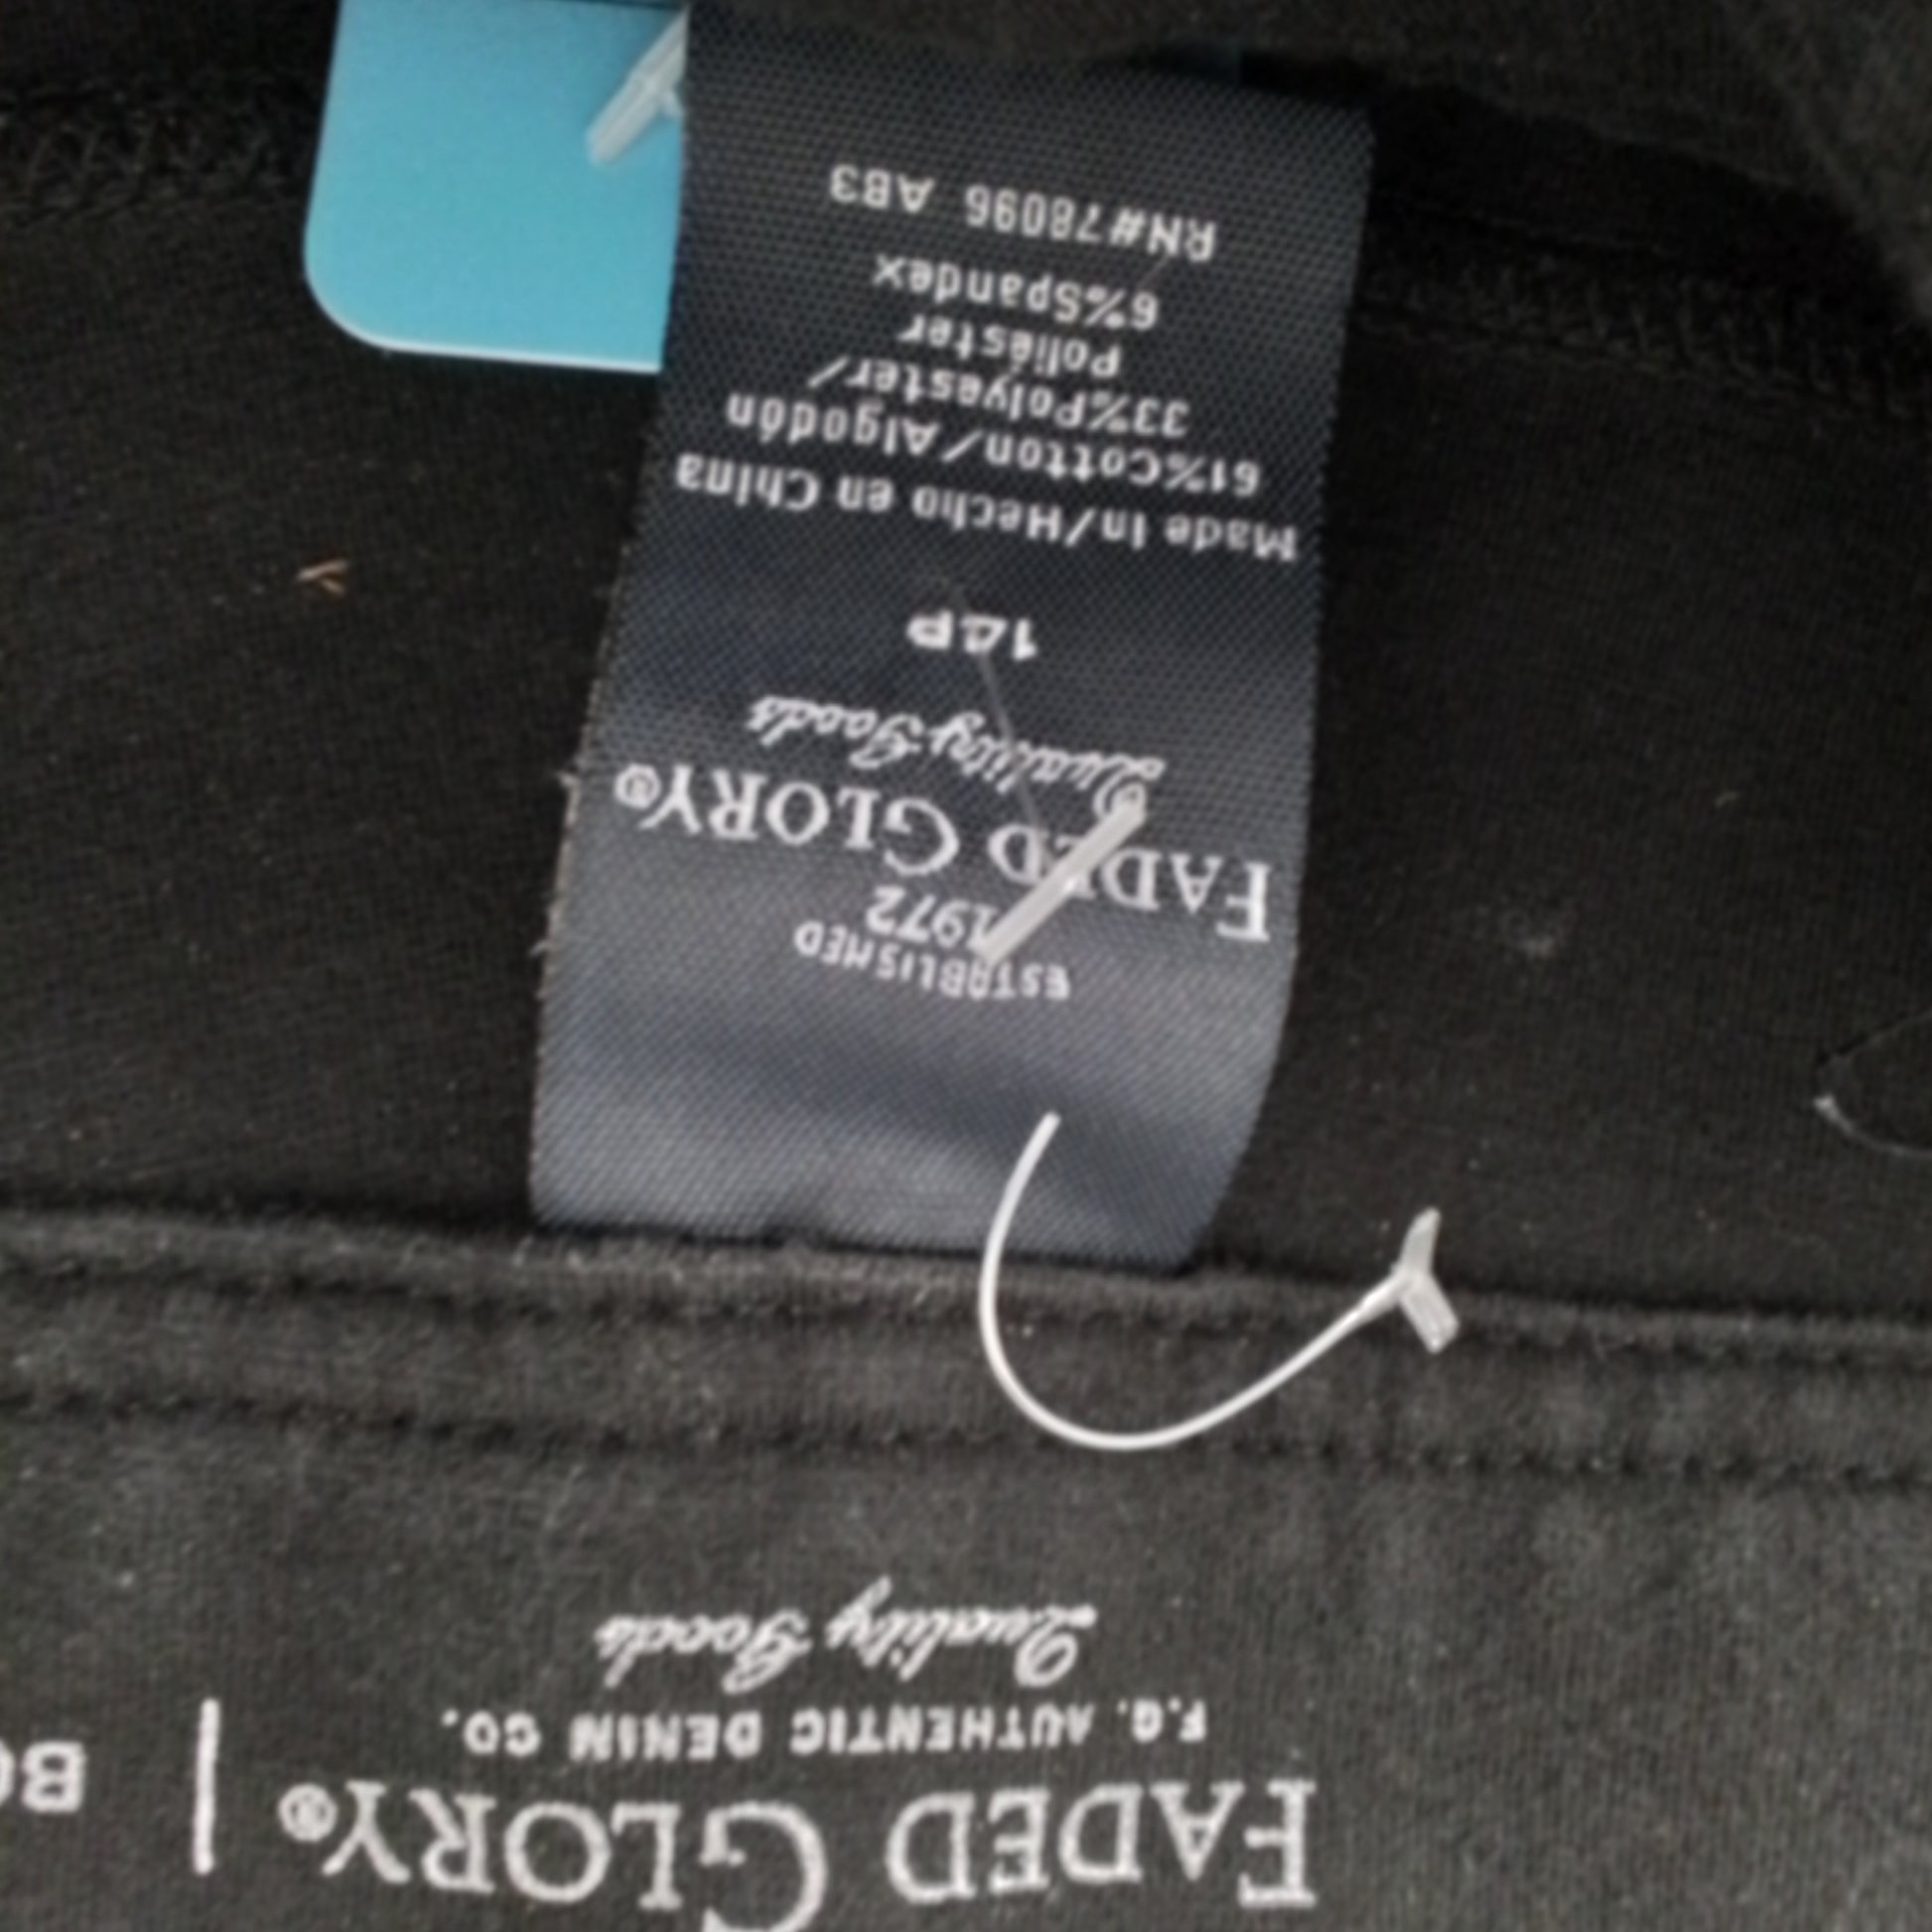 FADED GLORY® | BO
F.G. AUTHENTIC DENIM CO.
Quality Goods
ESTABLISHED
1972
FADED GLORY®
Quality Goods
Made In/Hecho en China
61%Cotton/Algodón
33%Polyester/
Poliéster
6%Spandex
RN#78096 AB3